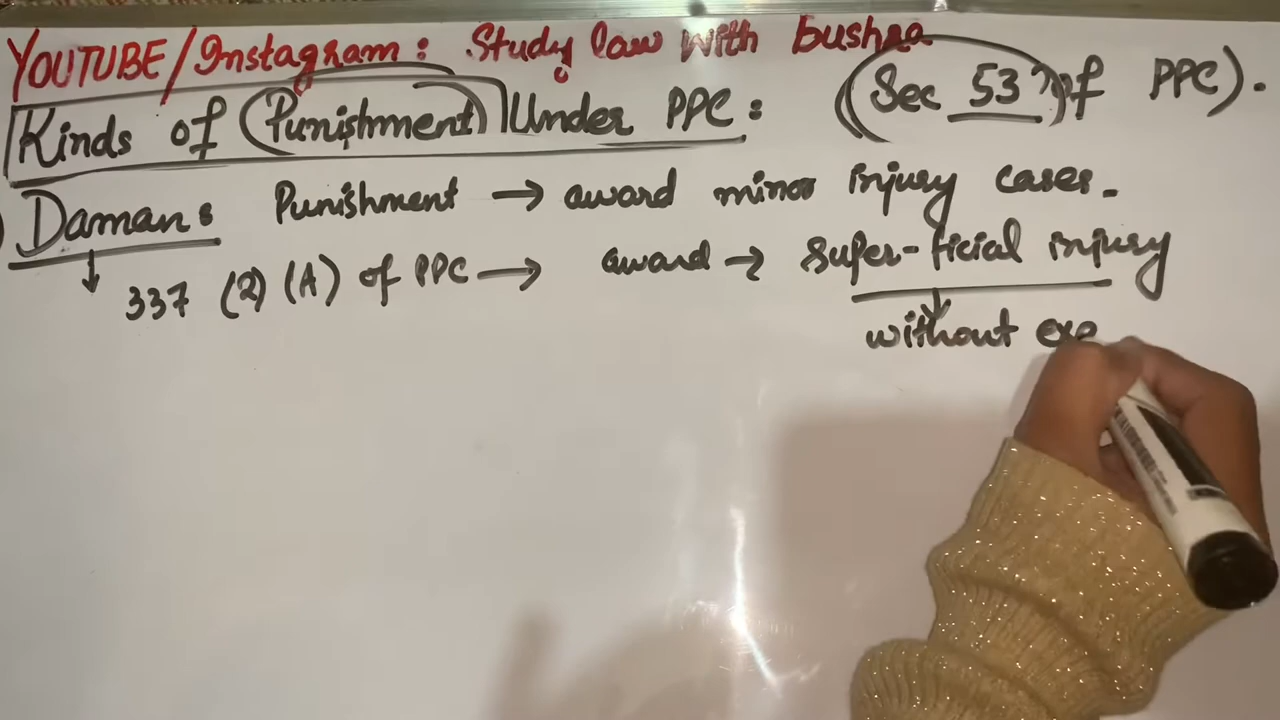 YOUTUBE/Instagram: Study law with bushra
Kinds of Punishment Under PPC: (Sec 53 of PPC).
Daman: Punishment → award minor injury cases.
337 (2) (A) of PPC → award → super-ficial injury
without exp